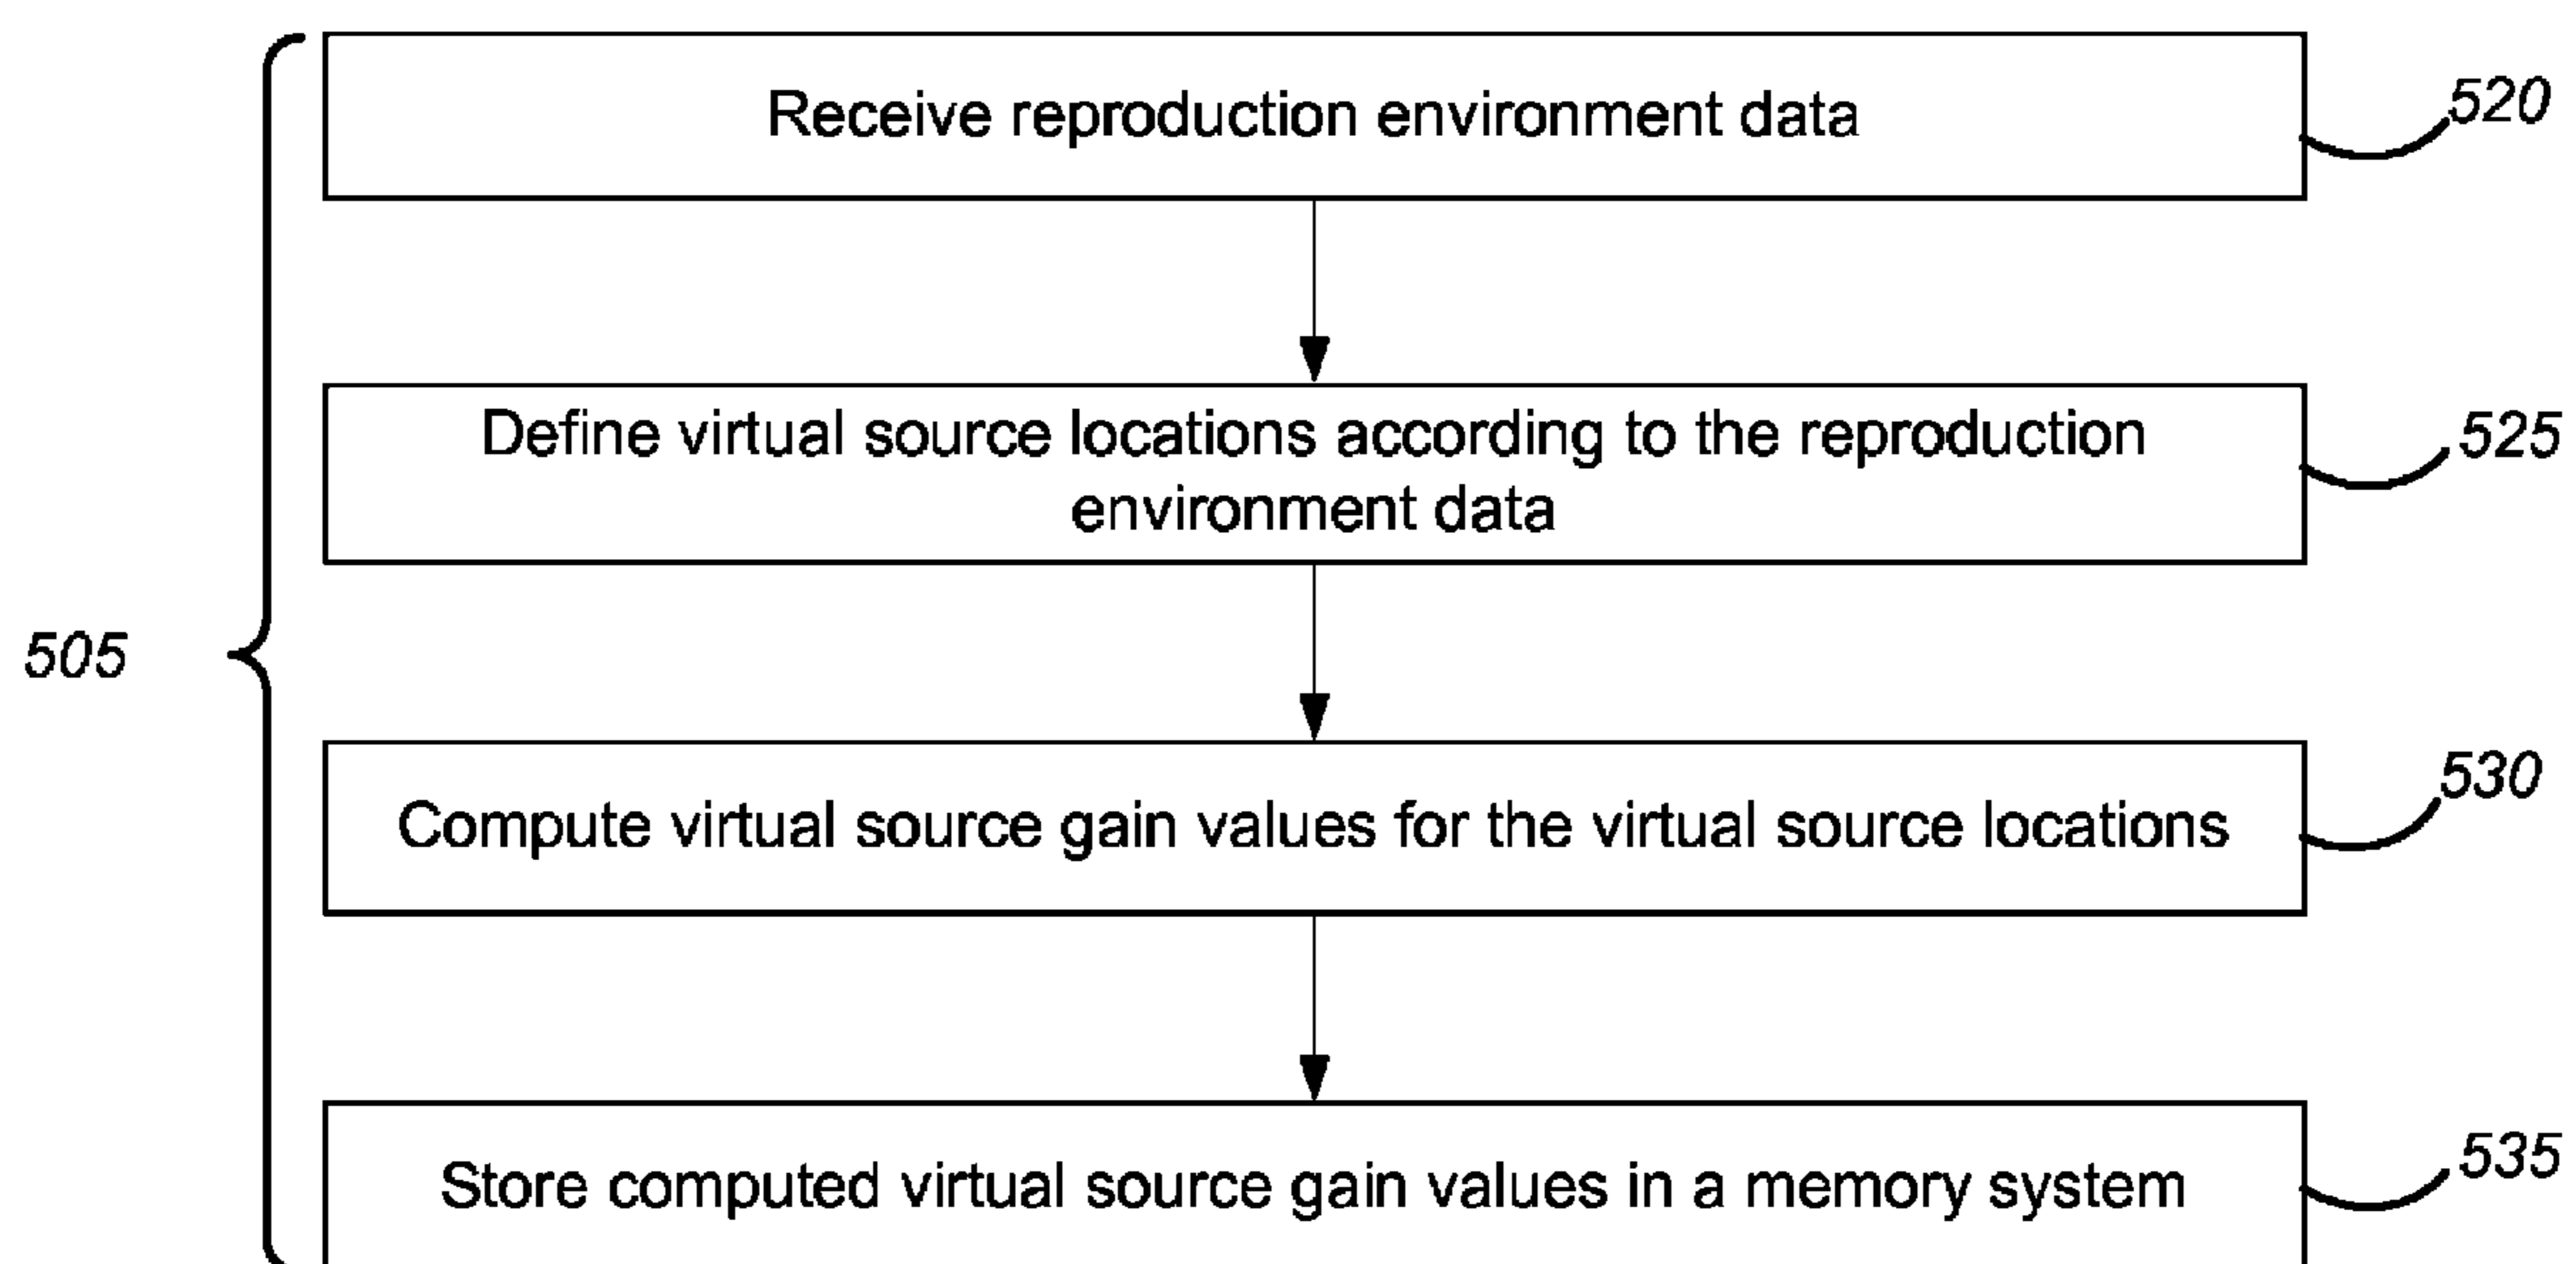 Receive reproduction environment data
520
Define virtual source locations according to the reproduction
environment data
525
505
Compute virtual source gain values for the virtual source locations
530
Store computed virtual source gain values in a memory system
535